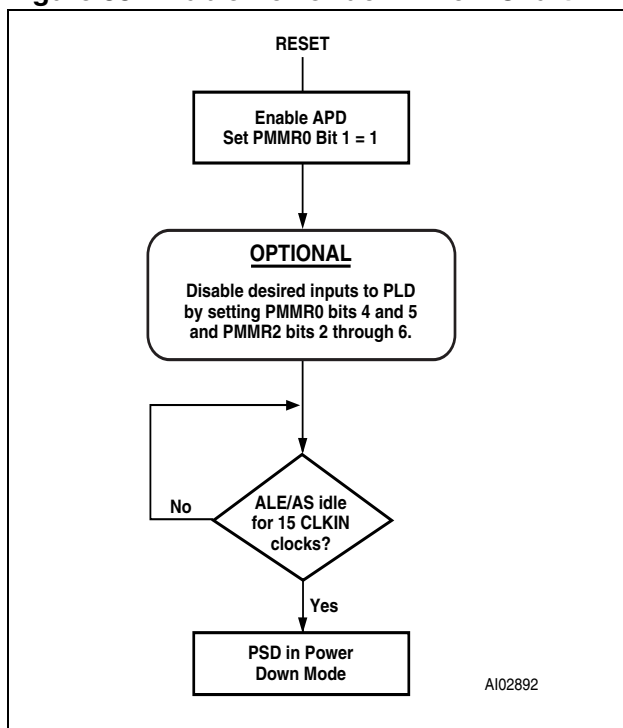 RESET
Enable APD
Set PMMR0 Bit 1 = 1
OPTIONAL
Disable desired inputs to PLD
by setting PMMR0 bits 4 and 5
and PMMR2 bits 2 through 6.
No
ALE/AS idle
for 15 CLKIN
clocks?
Yes
PSD in Power
Down Mode
AI02892